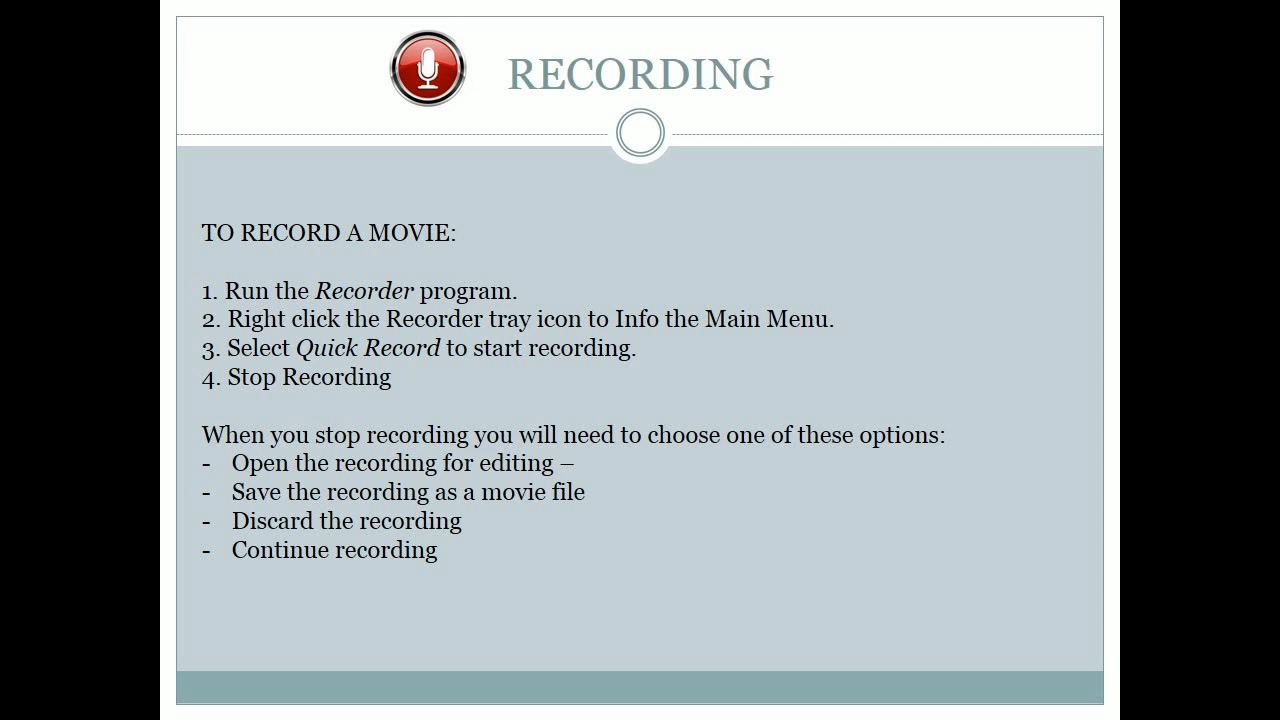 RECORDING
TO RECORD A MOVIE:
1. Run the Recorder program.
2. Right click the Recorder tray icon to Info the Main Menu.
3. Select Quick Record to start recording.
4. Stop Recording
When you stop recording you will need to choose one of these options:
- Open the recording for editing –
- Save the recording as a movie file
- Discard the recording
- Continue recording